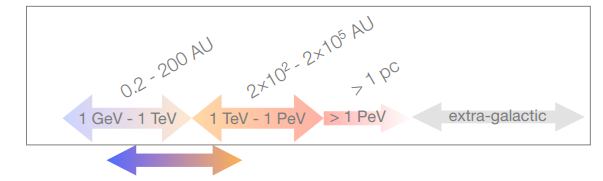 0.2 - 200 AU
2×10² - 2×10⁵ AU
> 1 pc
1 GeV - 1 TeV
1 TeV - 1 PeV
> 1 PeV
extra-galactic